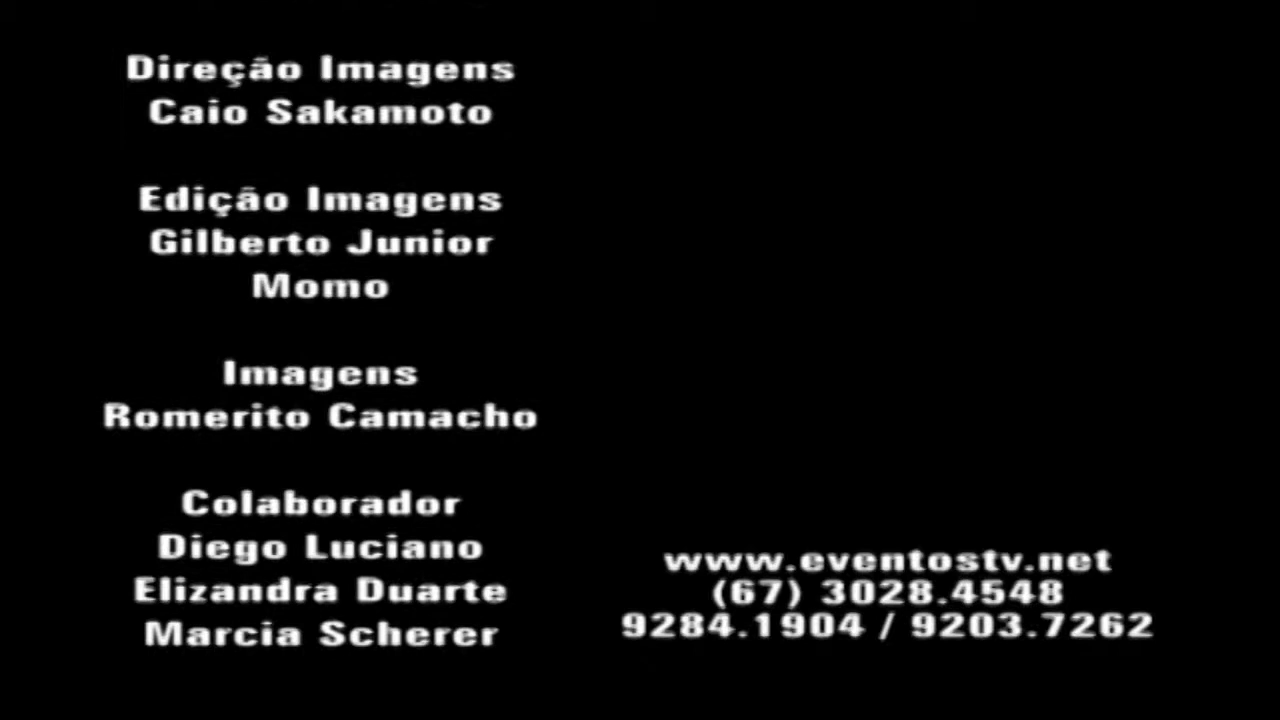 Direção Imagens
Caio Sakamoto
Edição Imagens
Gilberto Junior
Momo
Imagens
Romerito Camacho
Colaborador
Diego Luciano
Elizandra Duarte
Marcia Scherer
www.eventostv.net
(67) 3028.4548
9284.1904 / 9203.7262